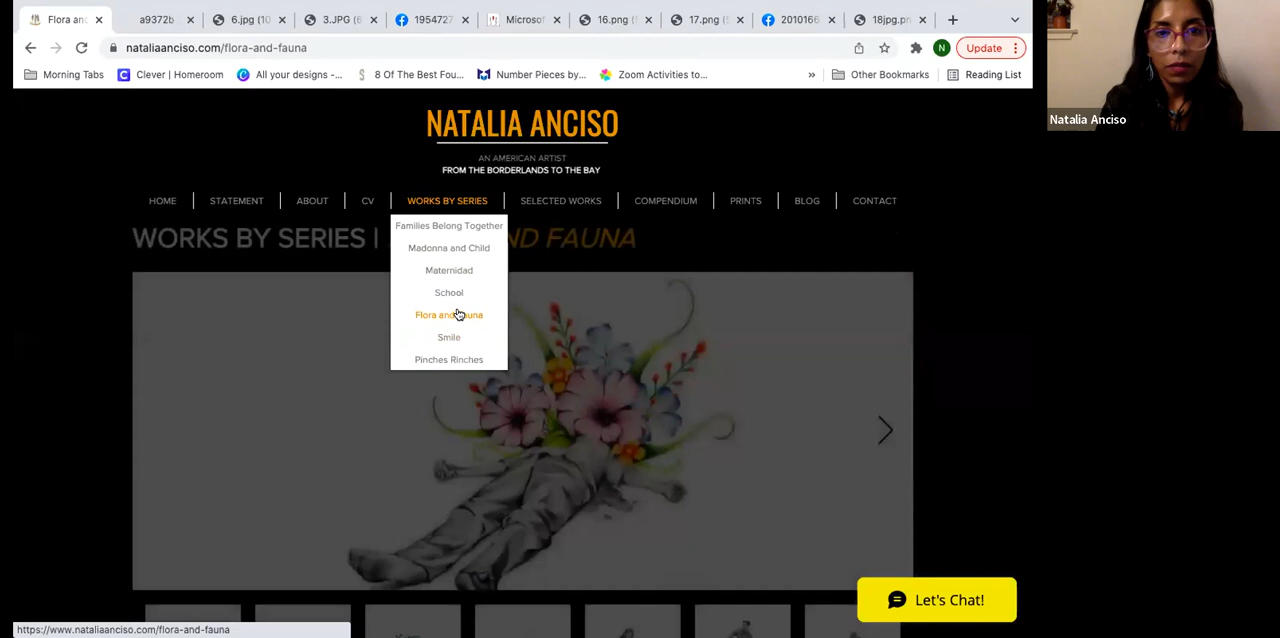 Flora and
a9372b
6.jpg (10
3.JPG (6
1954727
Microsof
16.png (
17.png (
2010166
18jpg.pn
nataliaanciso.com/flora-and-fauna
N
Update
Morning Tabs
Clever | Homeroom
All your designs -...
8 Of The Best Fou...
Number Pieces by...
Zoom Activities to...
»
Other Bookmarks
Reading List
Natalia Anciso
NATALIA ANCISO
AN AMERICAN ARTIST
FROM THE BORDERLANDS TO THE BAY
HOME
STATEMENT
ABOUT
CV
WORKS BY SERIES
SELECTED WORKS
COMPENDIUM
PRINTS
BLOG
CONTACT
WORKS BY SERIES | AND FAUNA
Families Belong Together
Madonna and Child
Maternidad
School
Flora and Fauna
Smile
Pinches Rinches
Let's Chat!
https://www.nataliaanciso.com/flora-and-fauna